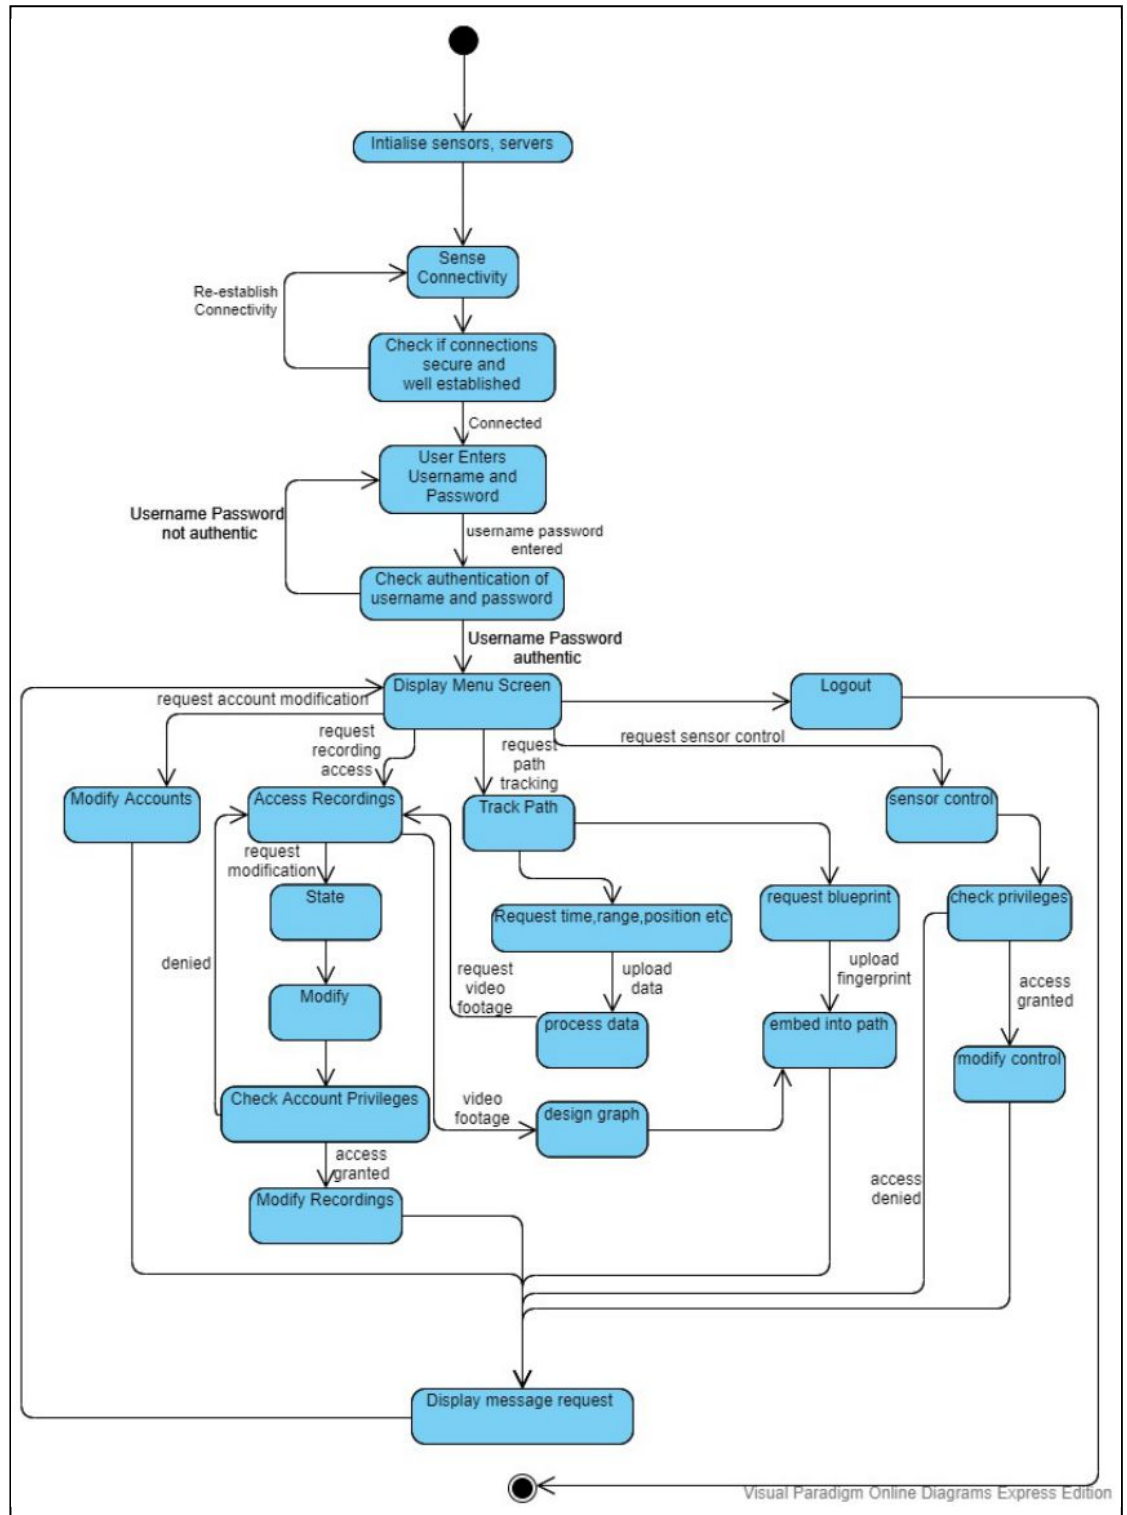 Intialise sensors, servers
Sense
Connectivity
Re-establish
Connectivity
Check if connections
secure and
well established
Connected
User Enters
Username and
Password
Username Password
not authentic
username password
entered
Check authentication of
username and password
Username Password
authentic
Display Menu Screen
Logout
request account modification
request
recording
access
request
path
tracking
request sensor control
Modify Accounts
Access Recordings
Track Path
sensor control
request
modification
State
Request time,range,position etc
request blueprint
check privileges
denied
request
video
footage
upload
data
upload
fingerprint
access
granted
Modify
process data
embed into path
modify control
Check Account Privileges
video
footage
design graph
access
granted
access
denied
Modify Recordings
Display message request
Visual Paradigm Online Diagrams Express Edition